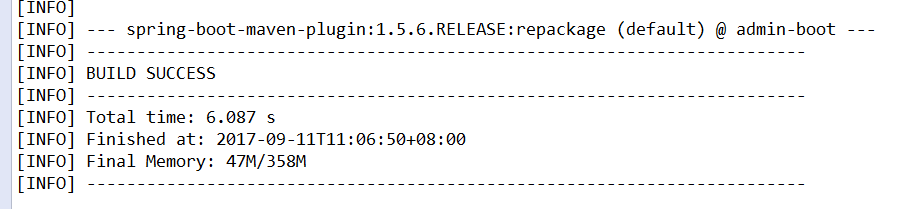 [INFO]
[INFO] --- spring-boot-maven-plugin:1.5.6.RELEASE:repackage (default) @ admin-boot ---
[INFO] ------------------------------------------------------------------------
[INFO] BUILD SUCCESS
[INFO] ------------------------------------------------------------------------
[INFO] Total time: 6.087 s
[INFO] Finished at: 2017-09-11T11:06:50+08:00
[INFO] Final Memory: 47M/358M
[INFO] ------------------------------------------------------------------------